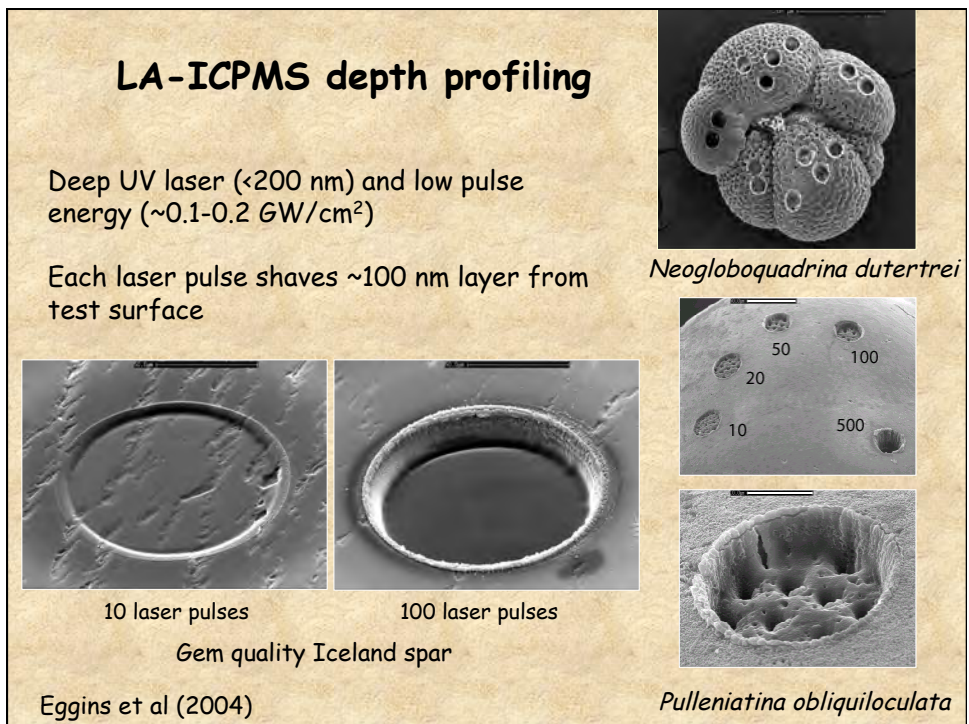 LA-ICPMS depth profiling
Deep UV laser (<200 nm) and low pulse
energy (~0.1-0.2 GW/cm²)
Each laser pulse shaves ~100 nm layer from
test surface
Neogloboquadrina dutertrei
50
100
20
10
500
10 laser pulses
100 laser pulses
Gem quality Iceland spar
Eggins et al (2004)
Pulleniatina obliquiloculata